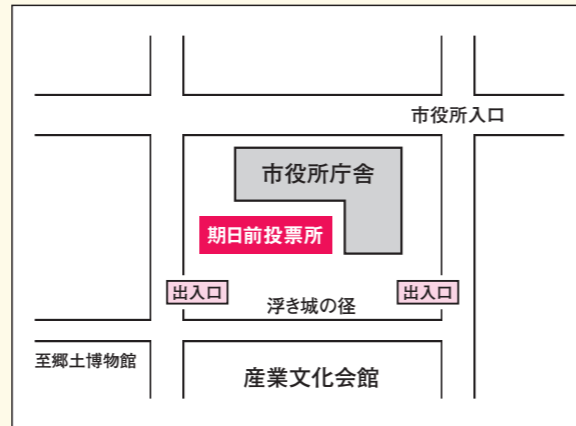 市役所入口
市役所庁舎
期日前投票所
出入口
浮き城の径
出入口
至郷土博物館
産業文化会館